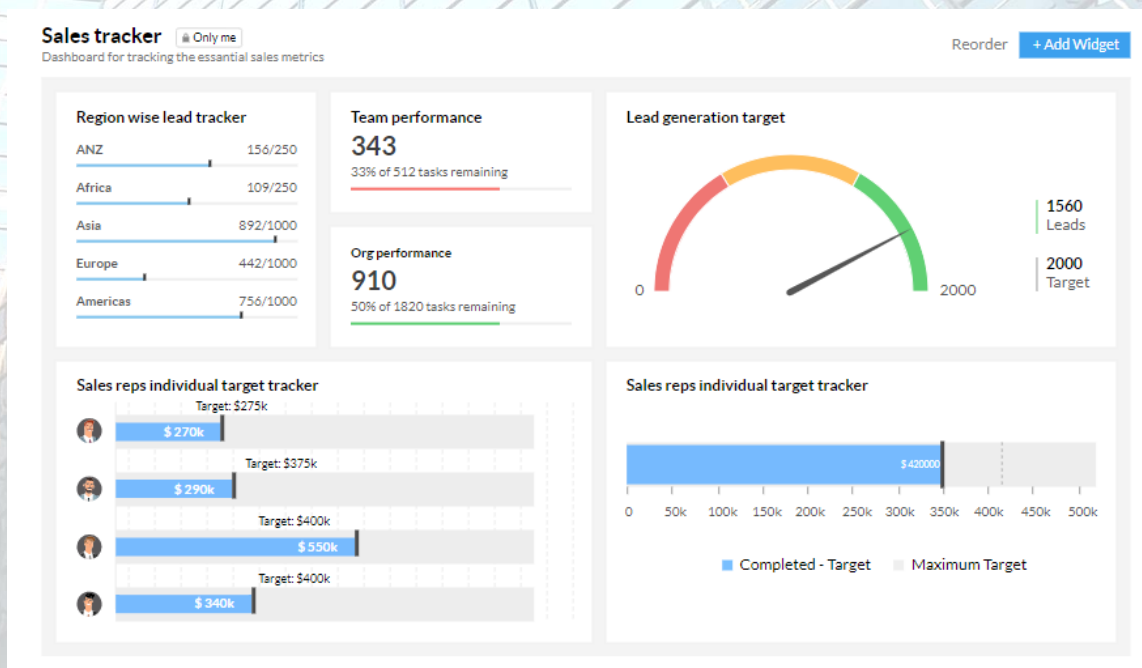 Sales tracker Only me
Dashboard for tracking the essantial sales metrics
Reorder + Add Widget
Region wise lead tracker
ANZ 156/250
Africa 109/250
Asia 892/1000
Europe 442/1000
Americas 756/1000
Team performance
343
33% of 512 tasks remaining
Org performance
910
50% of 1820 tasks remaining
Lead generation target
0 2000
1560
Leads
2000
Target
Sales reps individual target tracker
Target: $275k
$ 270k
Target: $375k
$ 290k
Target: $400k
$ 550k
Target: $400k
$ 340k
Sales reps individual target tracker
$ 420000
0 50k 100k 150k 200k 250k 300k 350k 400k 450k 500k
Completed - Target Maximum Target